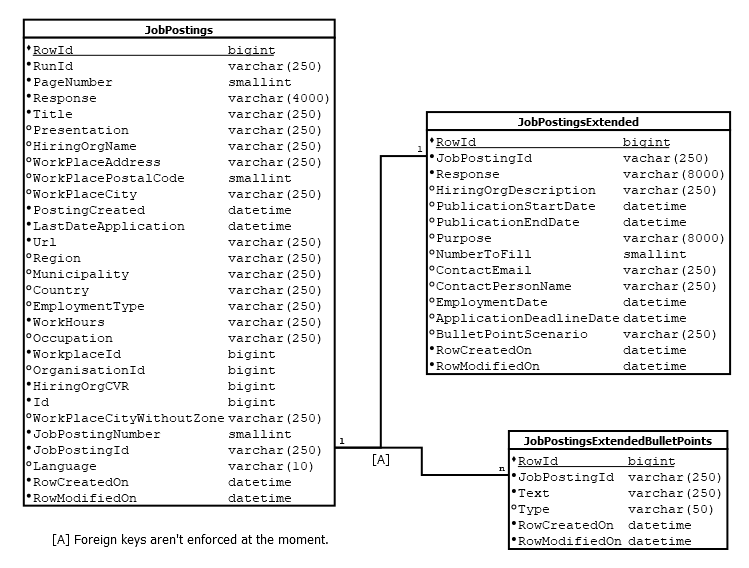 JobPostings
RowId bigint
RunId varchar(250)
PageNumber smallint
Response varchar(4000)
Title varchar(250)
Presentation varchar(250)
HiringOrgName varchar(250)
WorkPlaceAddress varchar(250)
WorkPlacePostalCode smallint
WorkPlaceCity varchar(250)
PostingCreated datetime
LastDateApplication datetime
Url varchar(250)
Region varchar(250)
Municipality varchar(250)
Country varchar(250)
EmploymentType varchar(250)
WorkHours varchar(250)
Occupation varchar(250)
WorkplaceId bigint
OrganisationId bigint
HiringOrgCVR bigint
Id bigint
WorkPlaceCityWithoutZone varchar(250)
JobPostingNumber smallint
JobPostingId varchar(250)
Language varchar(10)
RowCreatedOn datetime
RowModifiedOn datetime
1
[A]
1
JobPostingsExtended
RowId bigint
JobPostingId vachar(250)
Response varchar(8000)
HiringOrgDescription varchar(250)
PublicationStartDate datetime
PublicationEndDate datetime
Purpose varchar(8000)
NumberToFill smallint
ContactEmail varchar(250)
ContactPersonName varchar(250)
EmploymentDate datetime
ApplicationDeadlineDate datetime
BulletPointScenario varchar(250)
RowCreatedOn datetime
RowModifiedOn datetime
n
JobPostingsExtendedBulletPoints
RowId bigint
JobPostingId varchar(250)
Text varchar(250)
Type varchar(50)
RowCreatedOn datetime
RowModifiedOn datetime
[A] Foreign keys aren't enforced at the moment.